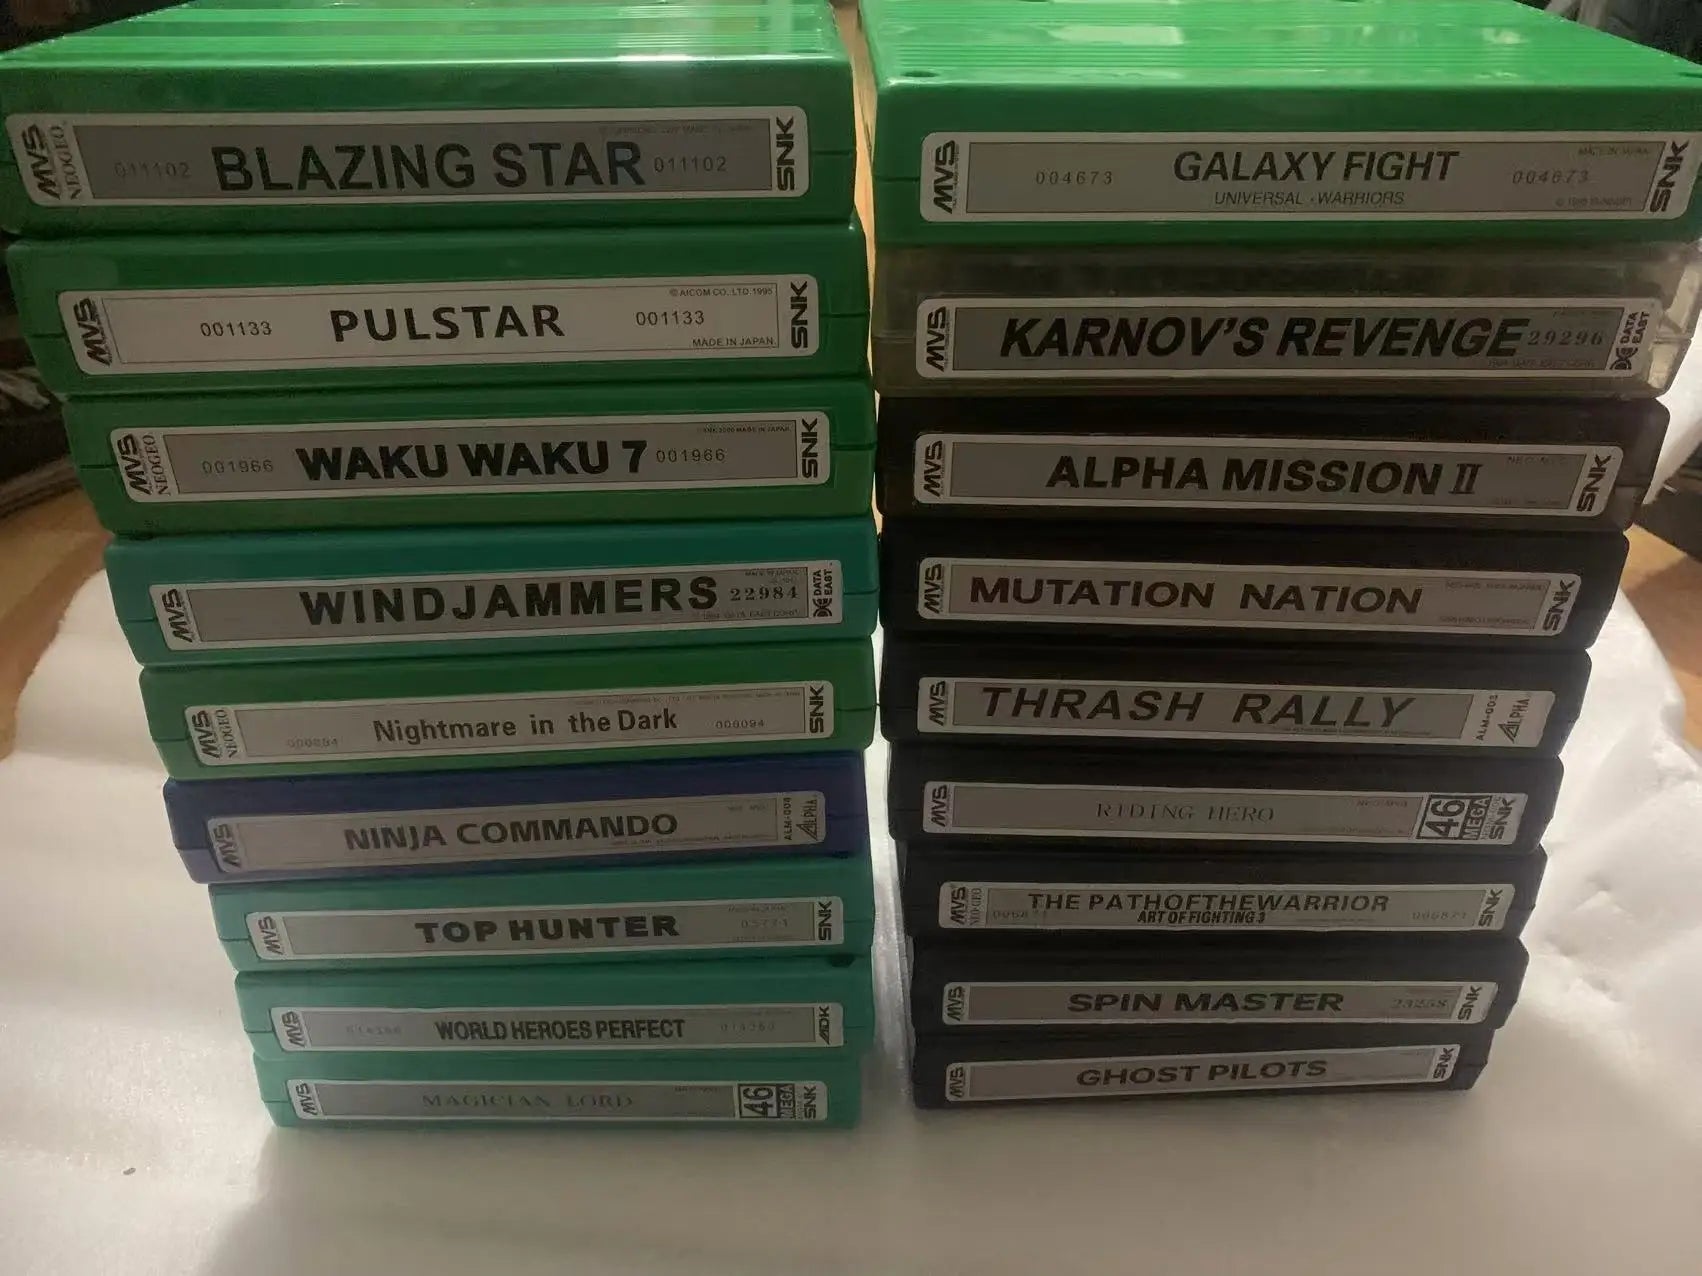 MVS
NEOGEO
011102
BLAZING STAR
011102
SNK
MVS
001133
PULSTAR
001133
© AICOM CO., LTD. 1995
MADE IN JAPAN
SNK
MVS
NEOGEO
001966
WAKU WAKU 7
001966
SNK
MVS
WINDJAMMERS
22984
DATA
EAST
MVS
NEOGEO
Nightmare in the Dark
SNK
MVS
NINJA COMMANDO
ALPHA
MVS
TOP HUNTER
SNK
MVS
WORLD HEROES PERFECT
ADK
MVS
MAGICIAN LORD
46
MEGA
SNK
MVS
004673
GALAXY FIGHT
UNIVERSAL · WARRIORS
004673
MADE IN JAPAN
SNK
MVS
KARNOV'S REVENGE
29296
DATA
EAST
MVS
ALPHA MISSION II
SNK
MVS
MUTATION NATION
SNK
MVS
THRASH RALLY
ALPHA
MVS
RIDING HERO
46
MEGA
SNK
MVS
THE PATHOFTHEWARRIOR
ART OF FIGHTING 3
SNK
MVS
SPIN MASTER
SNK
MVS
GHOST PILOTS
SNK